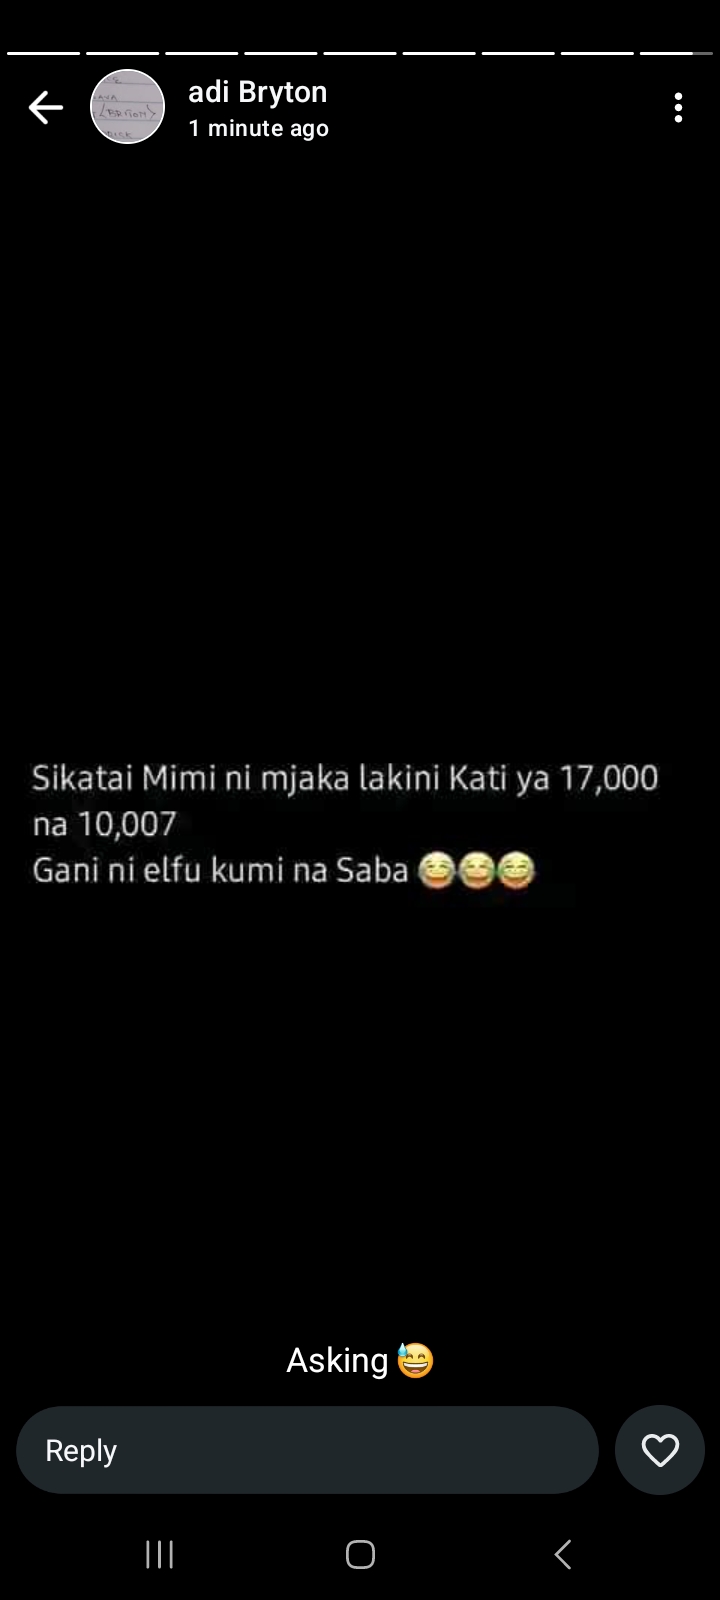 adi Bryton
1 minute ago
Sikatai Mimi ni mjaka lakini Kati ya 17,000
na 10,007
Gani ni elfu kumi na Saba 😂😂😂
Asking 😅
Reply